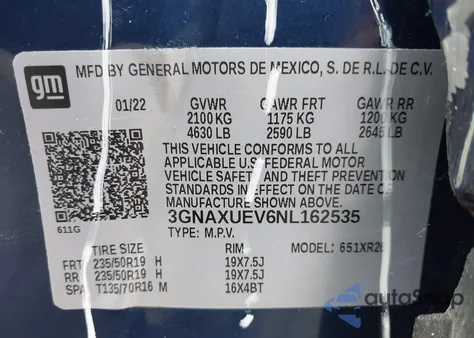 gm
MFD BY GENERAL MOTORS DE MEXICO, S. DE R.L. DE C.V.
01/22 GVWR GAWR FRT GAWR RR
2100 KG 1175 KG 1200 KG
4630 LB 2590 LB 2645 LB
THIS VEHICLE CONFORMS TO ALL
APPLICABLE U.S. FEDERAL MOTOR
VEHICLE SAFETY AND THEFT PREVENTION
STANDARDS IN EFFECT ON THE DATE OF
MANUFACTURE SHOWN ABOVE.
611G
3GNAXUEV6NL162535
TYPE: M.P.V. MODEL: 651XR26
TIRE SIZE RIM
FRT 235/50R19 H 19X7.5J
RR 235/50R19 H 19X7.5J
SPA T135/70R16 M 16X4BT